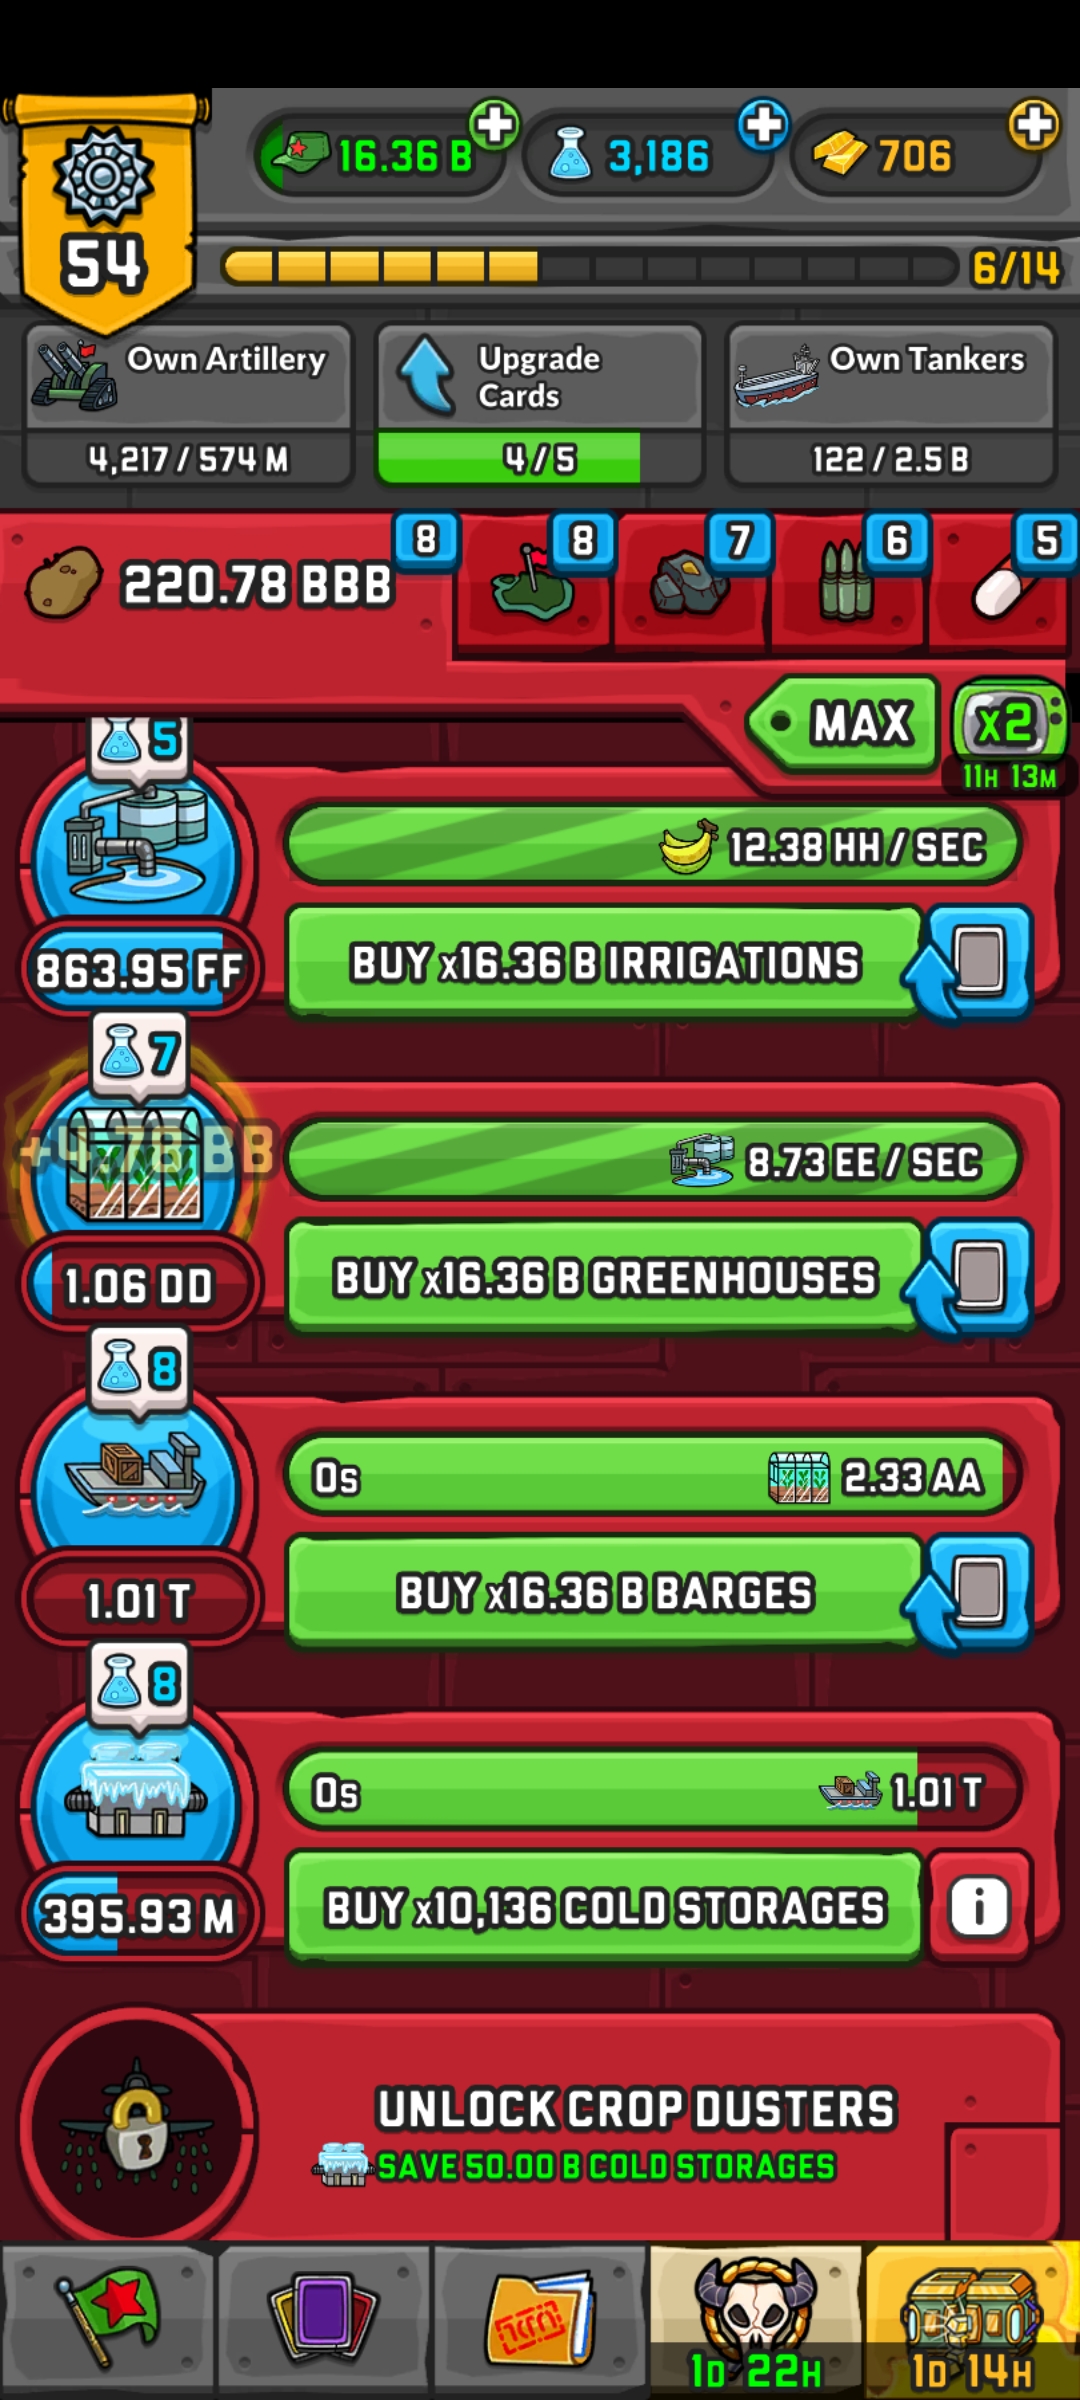 54
16.36 B
3,186
706
6/14
Own Artillery
4,217 / 574 M
Upgrade
Cards
4 / 5
Own Tankers
122 / 2.5 B
220.78 BBB
8
8
7
6
5
MAX
x2
11H 13M
5
12.38 HH / SEC
863.95 FF
BUY x16.36 B IRRIGATIONS
7
+4.78 BB
8.73 EE / SEC
1.06 DD
BUY x16.36 B GREENHOUSES
8
0s
2.33 AA
1.01 T
BUY x16.36 B BARGES
8
0s
1.01 T
395.93 M
BUY x10,136 COLD STORAGES
i
UNLOCK CROP DUSTERS
SAVE 50.00 B COLD STORAGES
1D 22H
1D 14H